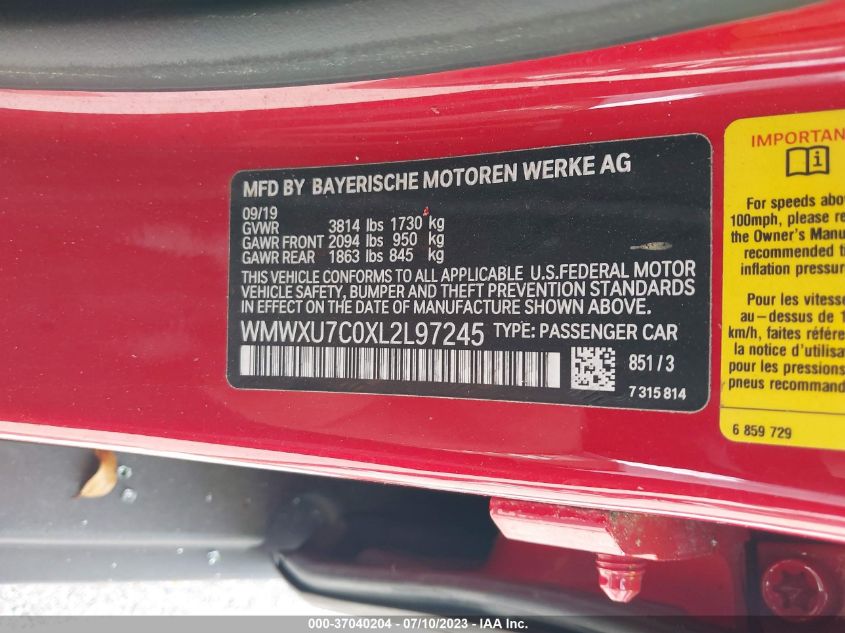 MFD BY BAYERISCHE MOTOREN WERKE AG
09/19
GVWR 3814 lbs 1730 kg
GAWR FRONT 2094 lbs 950 kg
GAWR REAR 1863 lbs 845 kg
THIS VEHICLE CONFORMS TO ALL APPLICABLE U.S.FEDERAL MOTOR
VEHICLE SAFETY, BUMPER AND THEFT PREVENTION STANDARDS
IN EFFECT ON THE DATE OF MANUFACTURE SHOWN ABOVE.
WMWXU7C0XL2L97245 TYPE: PASSENGER CAR
851/3
7 315 814
IMPORTAN
For speeds abo
100mph, please re
the Owner's Manu
recommended ti
inflation pressur
Pour les vitesse
au-dessus de 1
km/h, faites référe
la notice d'utilisa
pour les pressions
pneus recommand
6 859 729
000-37040204 - 07/10/2023 - IAA, Inc.